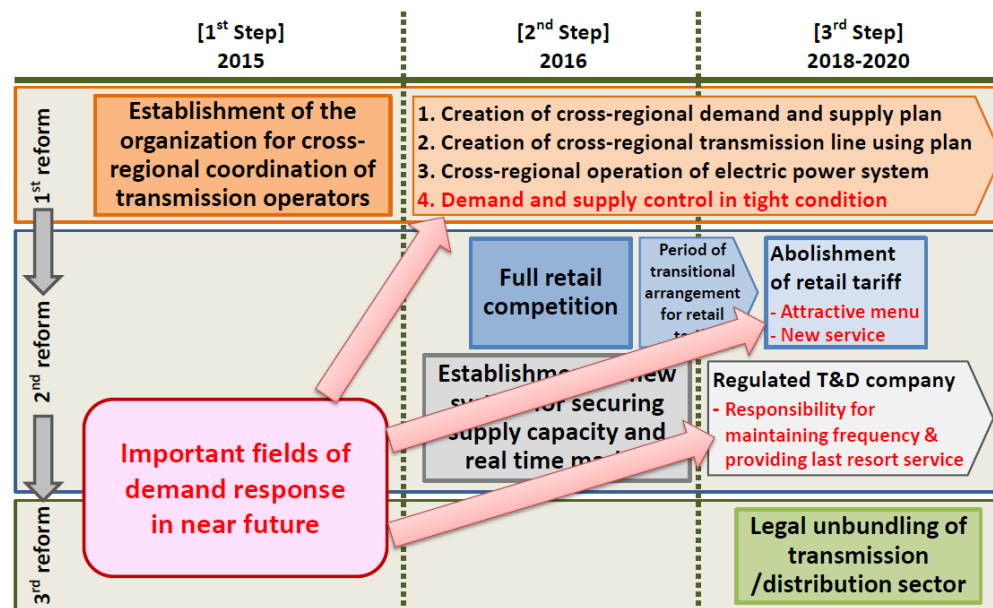 [1st Step]
2015
[2nd Step]
2016
[3rd Step]
2018-2020
1st reform
Establishment of the
organization for cross-
regional coordination of
transmission operators
1. Creation of cross-regional demand and supply plan
2. Creation of cross-regional transmission line using plan
3. Cross-regional operation of electric power system
4. Demand and supply control in tight condition
2nd reform
Full retail
competition
Period of
transitional
arrangement
for retail
Abolishment
of retail tariff
- Attractive menu
- New service
Establishment
new
for securing
supply capacity and
real time
Regulated T&D company
- Responsibility for
maintaining frequency &
providing last resort service
Important fields of
demand response
in near future
3rd reform
Legal unbundling of
transmission
/distribution sector